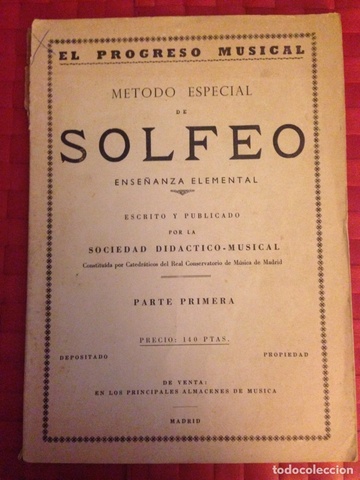 EL PROGRESO MUSICAL
METODO ESPECIAL
DE
SOLFEO
ENSEÑANZA ELEMENTAL
ESCRITO Y PUBLICADO
POR LA
SOCIEDAD DIDACTICO-MUSICAL
Constituida por Catedráticos del Real Conservatorio de Música de Madrid
PARTE PRIMERA
PRECIO: 140 PTAS.
DEPOSITADO PROPIEDAD
DE VENTA:
EN LOS PRINCIPALES ALMACENES DE MUSICA
MADRID
todocoleccion